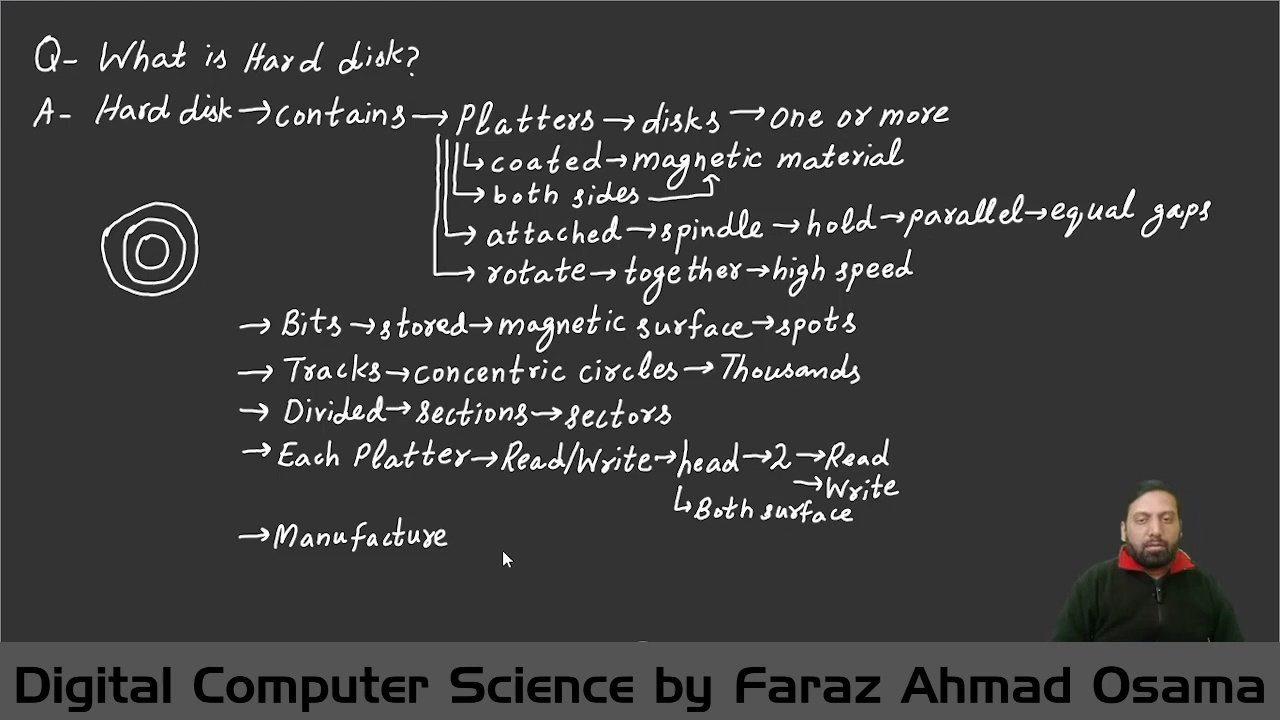 Q- What is Hard disk?
A- Hard disk → contains → Platters → disks → one or more
↳ coated → magnetic material
↳ both sides
↳ attached → spindle → hold → parallel → equal gaps
↳ rotate → together → high speed
→ Bits → stored → magnetic surface → spots
→ Tracks → concentric circles → Thousands
→ Divided → sections → sectors
→ Each Platter → Read/Write → head → 2 → Read
→ Write
↳ Both surface
→ Manufacture
Digital Computer Science by Faraz Ahmad Osama